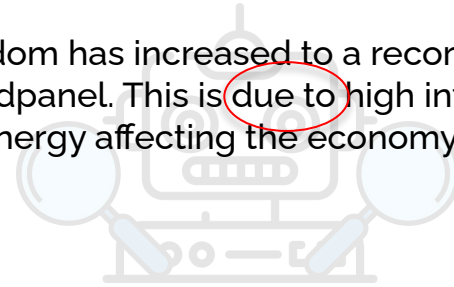 dom has increased to a recor
dpanel. This is due to high in
nergy affecting the economy